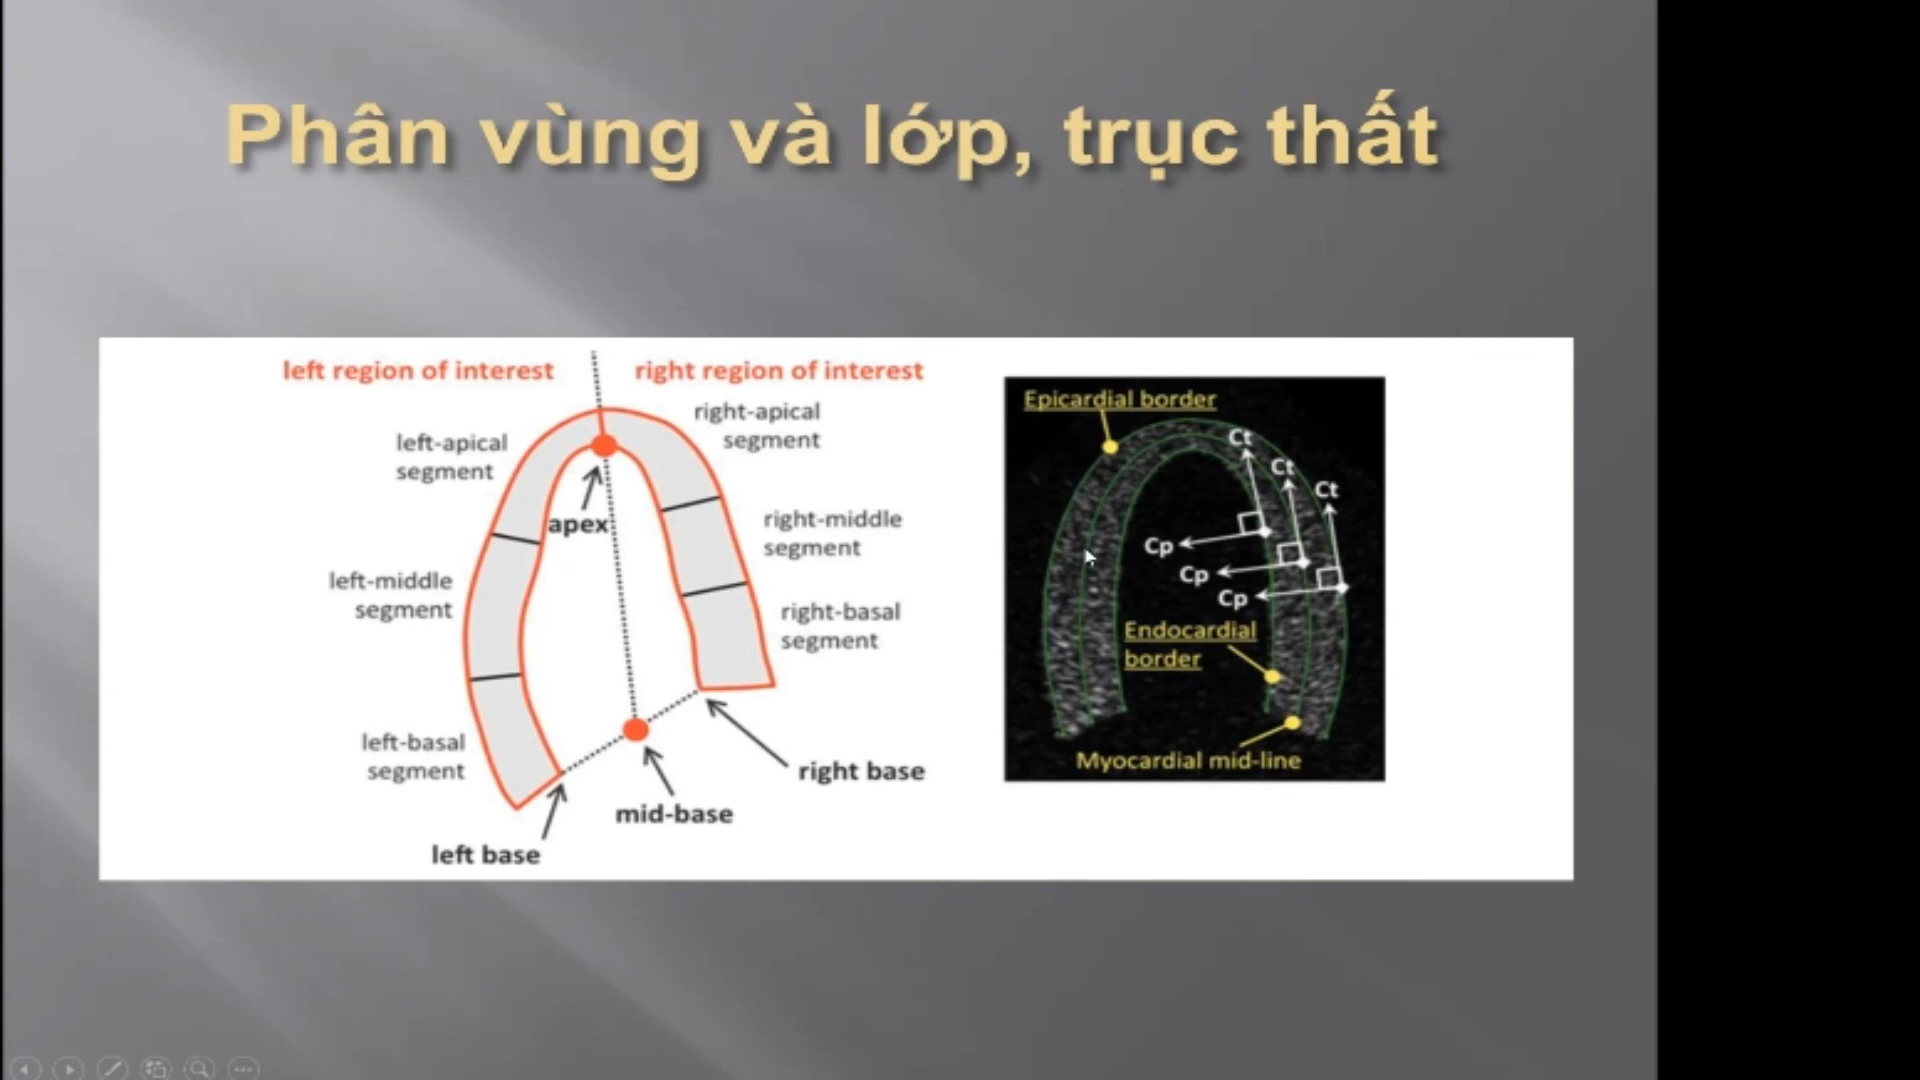 Phân vùng và lớp, trục thất
left region of interest
right region of interest
left-apical
segment
right-apical
segment
apex
right-middle
segment
left-middle
segment
right-basal
segment
left-basal
segment
right base
mid-base
left base
Epicardial border
Ct
Ct
Ct
Cp
Cp
Cp
Endocardial
border
Myocardial mid-line